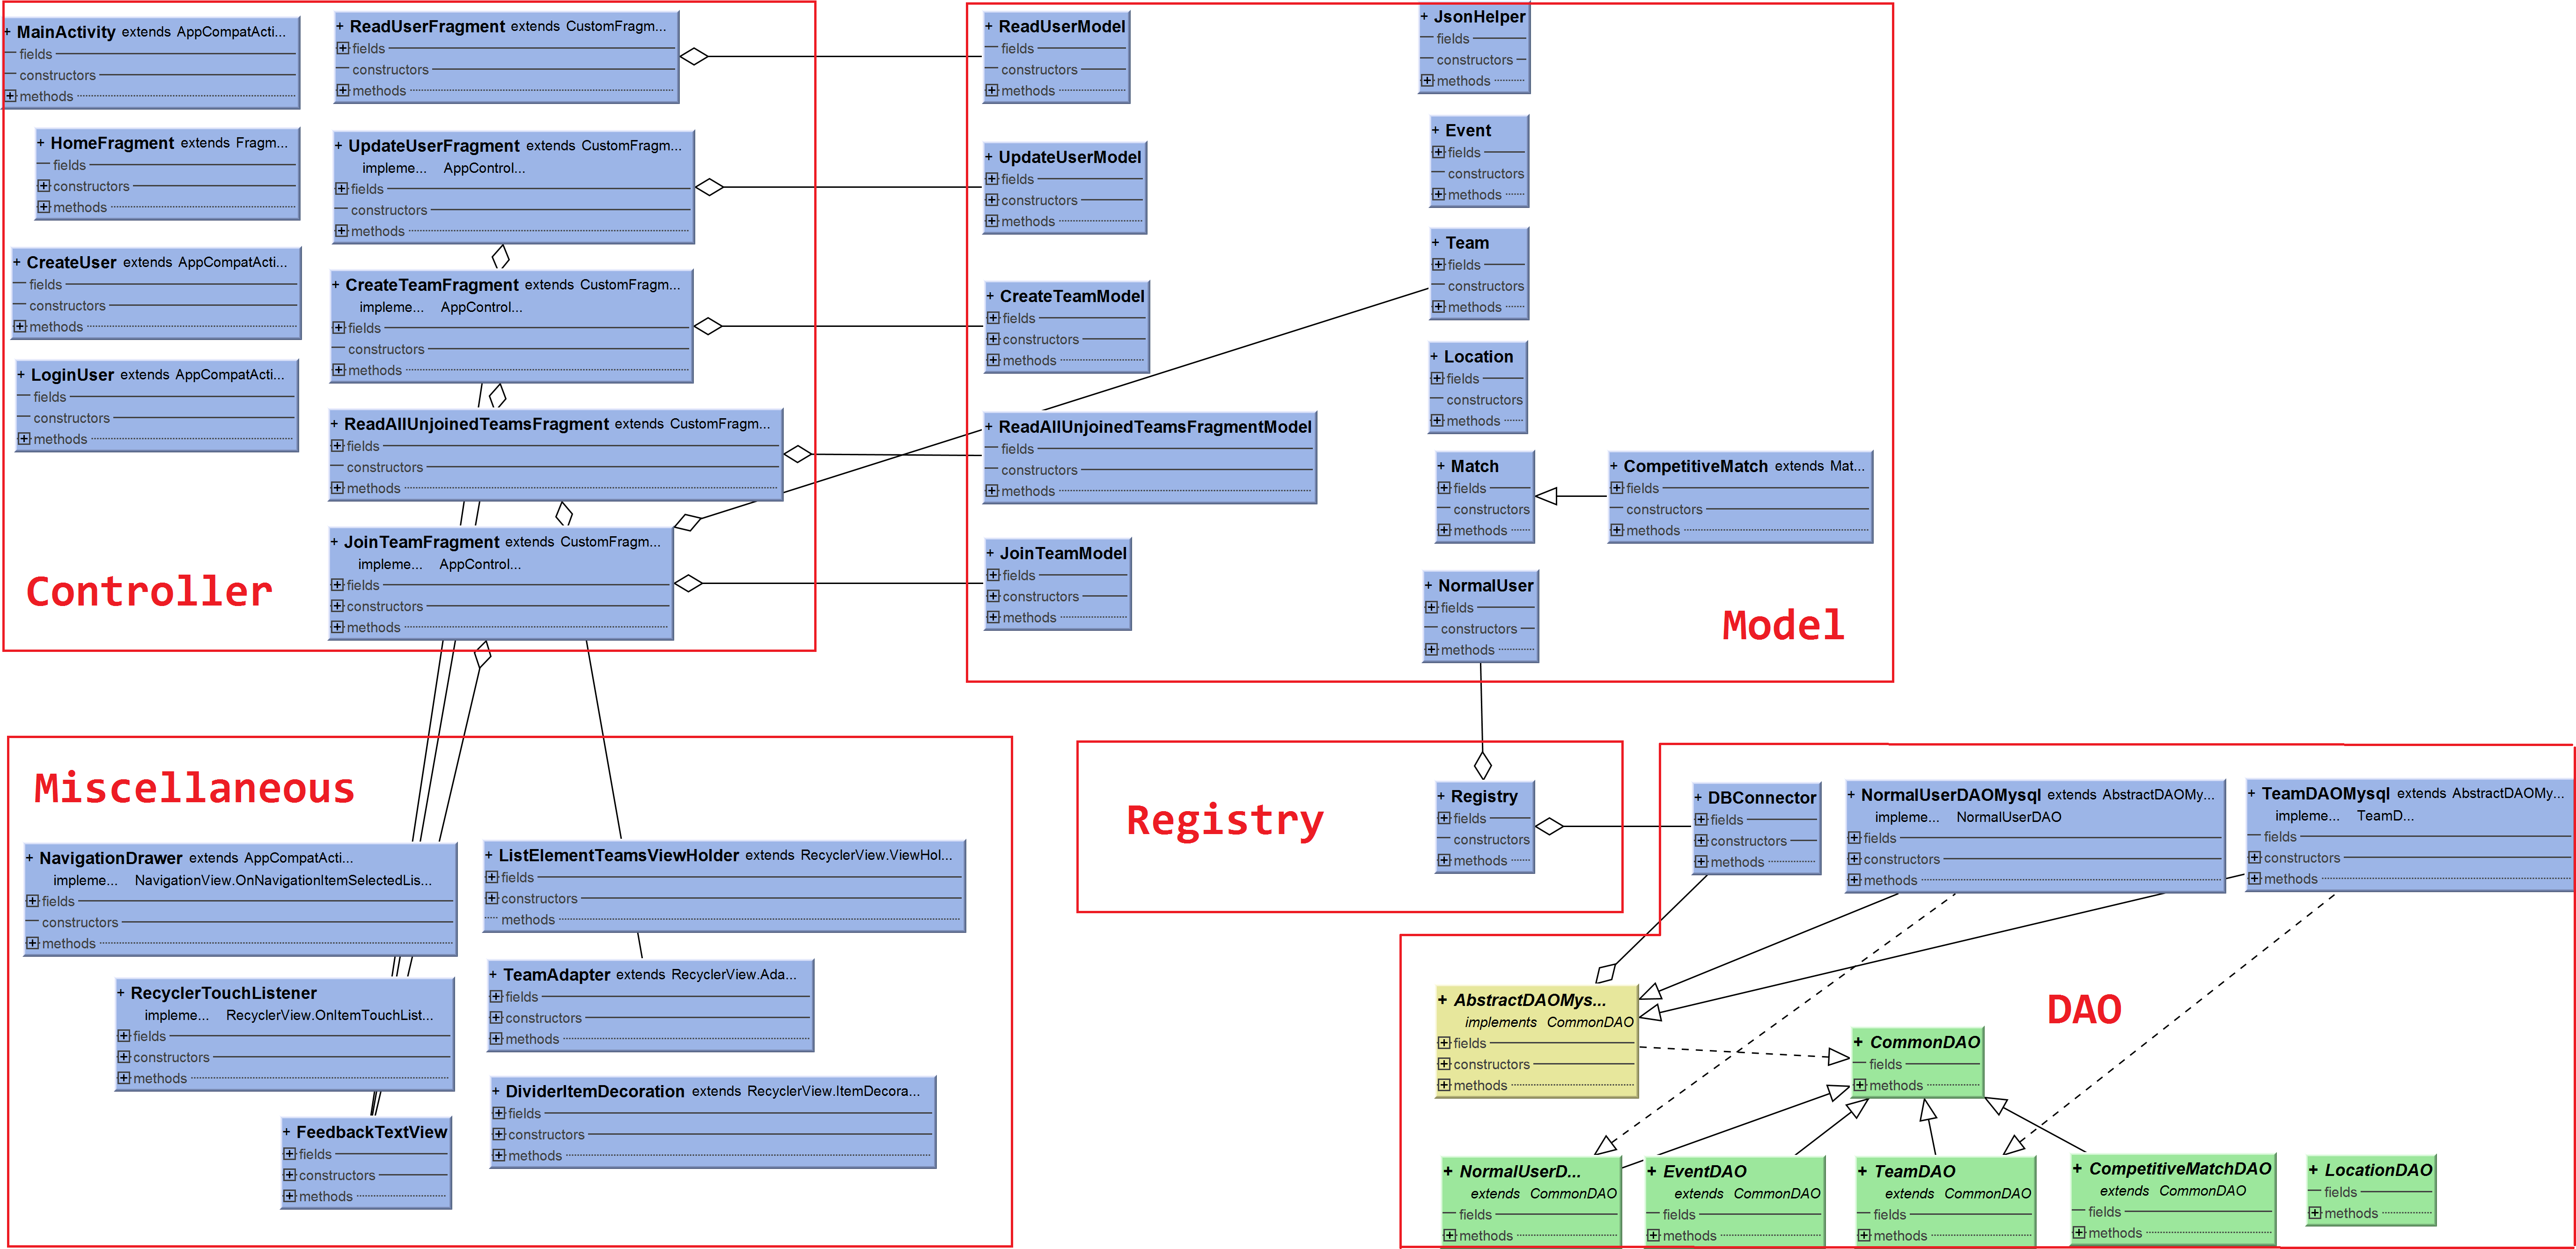 + MainActivity extends AppCompatActi...
fields
constructors
methods
+ HomeFragment extends Fragm...
fields
constructors
methods
+ CreateUser extends AppCompatActi...
fields
constructors
methods
+ LoginUser extends AppCompatActi...
fields
constructors
methods
+ ReadUserFragment extends CustomFragm...
fields
constructors
methods
+ UpdateUserFragment extends CustomFragm...
impleme... AppControl...
fields
constructors
methods
+ CreateTeamFragment extends CustomFragm...
impleme... AppControl...
fields
constructors
methods
+ ReadAllUnjoinedTeamsFragment extends CustomFragm...
fields
constructors
methods
+ JoinTeamFragment extends CustomFragm...
impleme... AppControl...
fields
constructors
methods
Controller
+ ReadUserModel
fields
constructors
methods
+ UpdateUserModel
fields
constructors
methods
+ CreateTeamModel
fields
constructors
methods
+ ReadAllUnjoinedTeamsFragmentModel
fields
constructors
methods
+ JoinTeamModel
fields
constructors
methods
+ JsonHelper
fields
constructors
methods
+ Event
fields
constructors
methods
+ Team
fields
constructors
methods
+ Location
fields
constructors
methods
+ Match
fields
constructors
methods
+ CompetitiveMatch extends Mat...
fields
constructors
methods
+ NormalUser
fields
constructors
methods
Model
Miscellaneous
+ NavigationDrawer extends AppCompatActi...
impleme... NavigationView.OnNavigationItemSelectedLis...
fields
constructors
methods
+ RecyclerTouchListener
impleme... RecyclerView.OnItemTouchList...
fields
constructors
methods
+ FeedbackTextView
fields
constructors
methods
+ ListElementTeamsViewHolder extends RecyclerView.ViewHol...
fields
constructors
methods
+ TeamAdapter extends RecyclerView.Ada...
fields
constructors
methods
+ DividerItemDecoration extends RecyclerView.ItemDecora...
fields
constructors
methods
Registry
+ Registry
fields
constructors
methods
+ DBConnector
fields
constructors
methods
+ NormalUserDAOMysql extends AbstractDAOMy...
impleme... NormalUserDAO
fields
constructors
methods
+ TeamDAOMysql extends AbstractDAOMy...
impleme... TeamD...
fields
constructors
methods
+ AbstractDAOMys...
implements CommonDAO
fields
constructors
methods
DAO
+ CommonDAO
fields
methods
+ NormalUserD...
extends CommonDAO
fields
methods
+ EventDAO
extends CommonDAO
fields
methods
+ TeamDAO
extends CommonDAO
fields
methods
+ CompetitiveMatchDAO
extends CommonDAO
fields
methods
+ LocationDAO
fields
methods